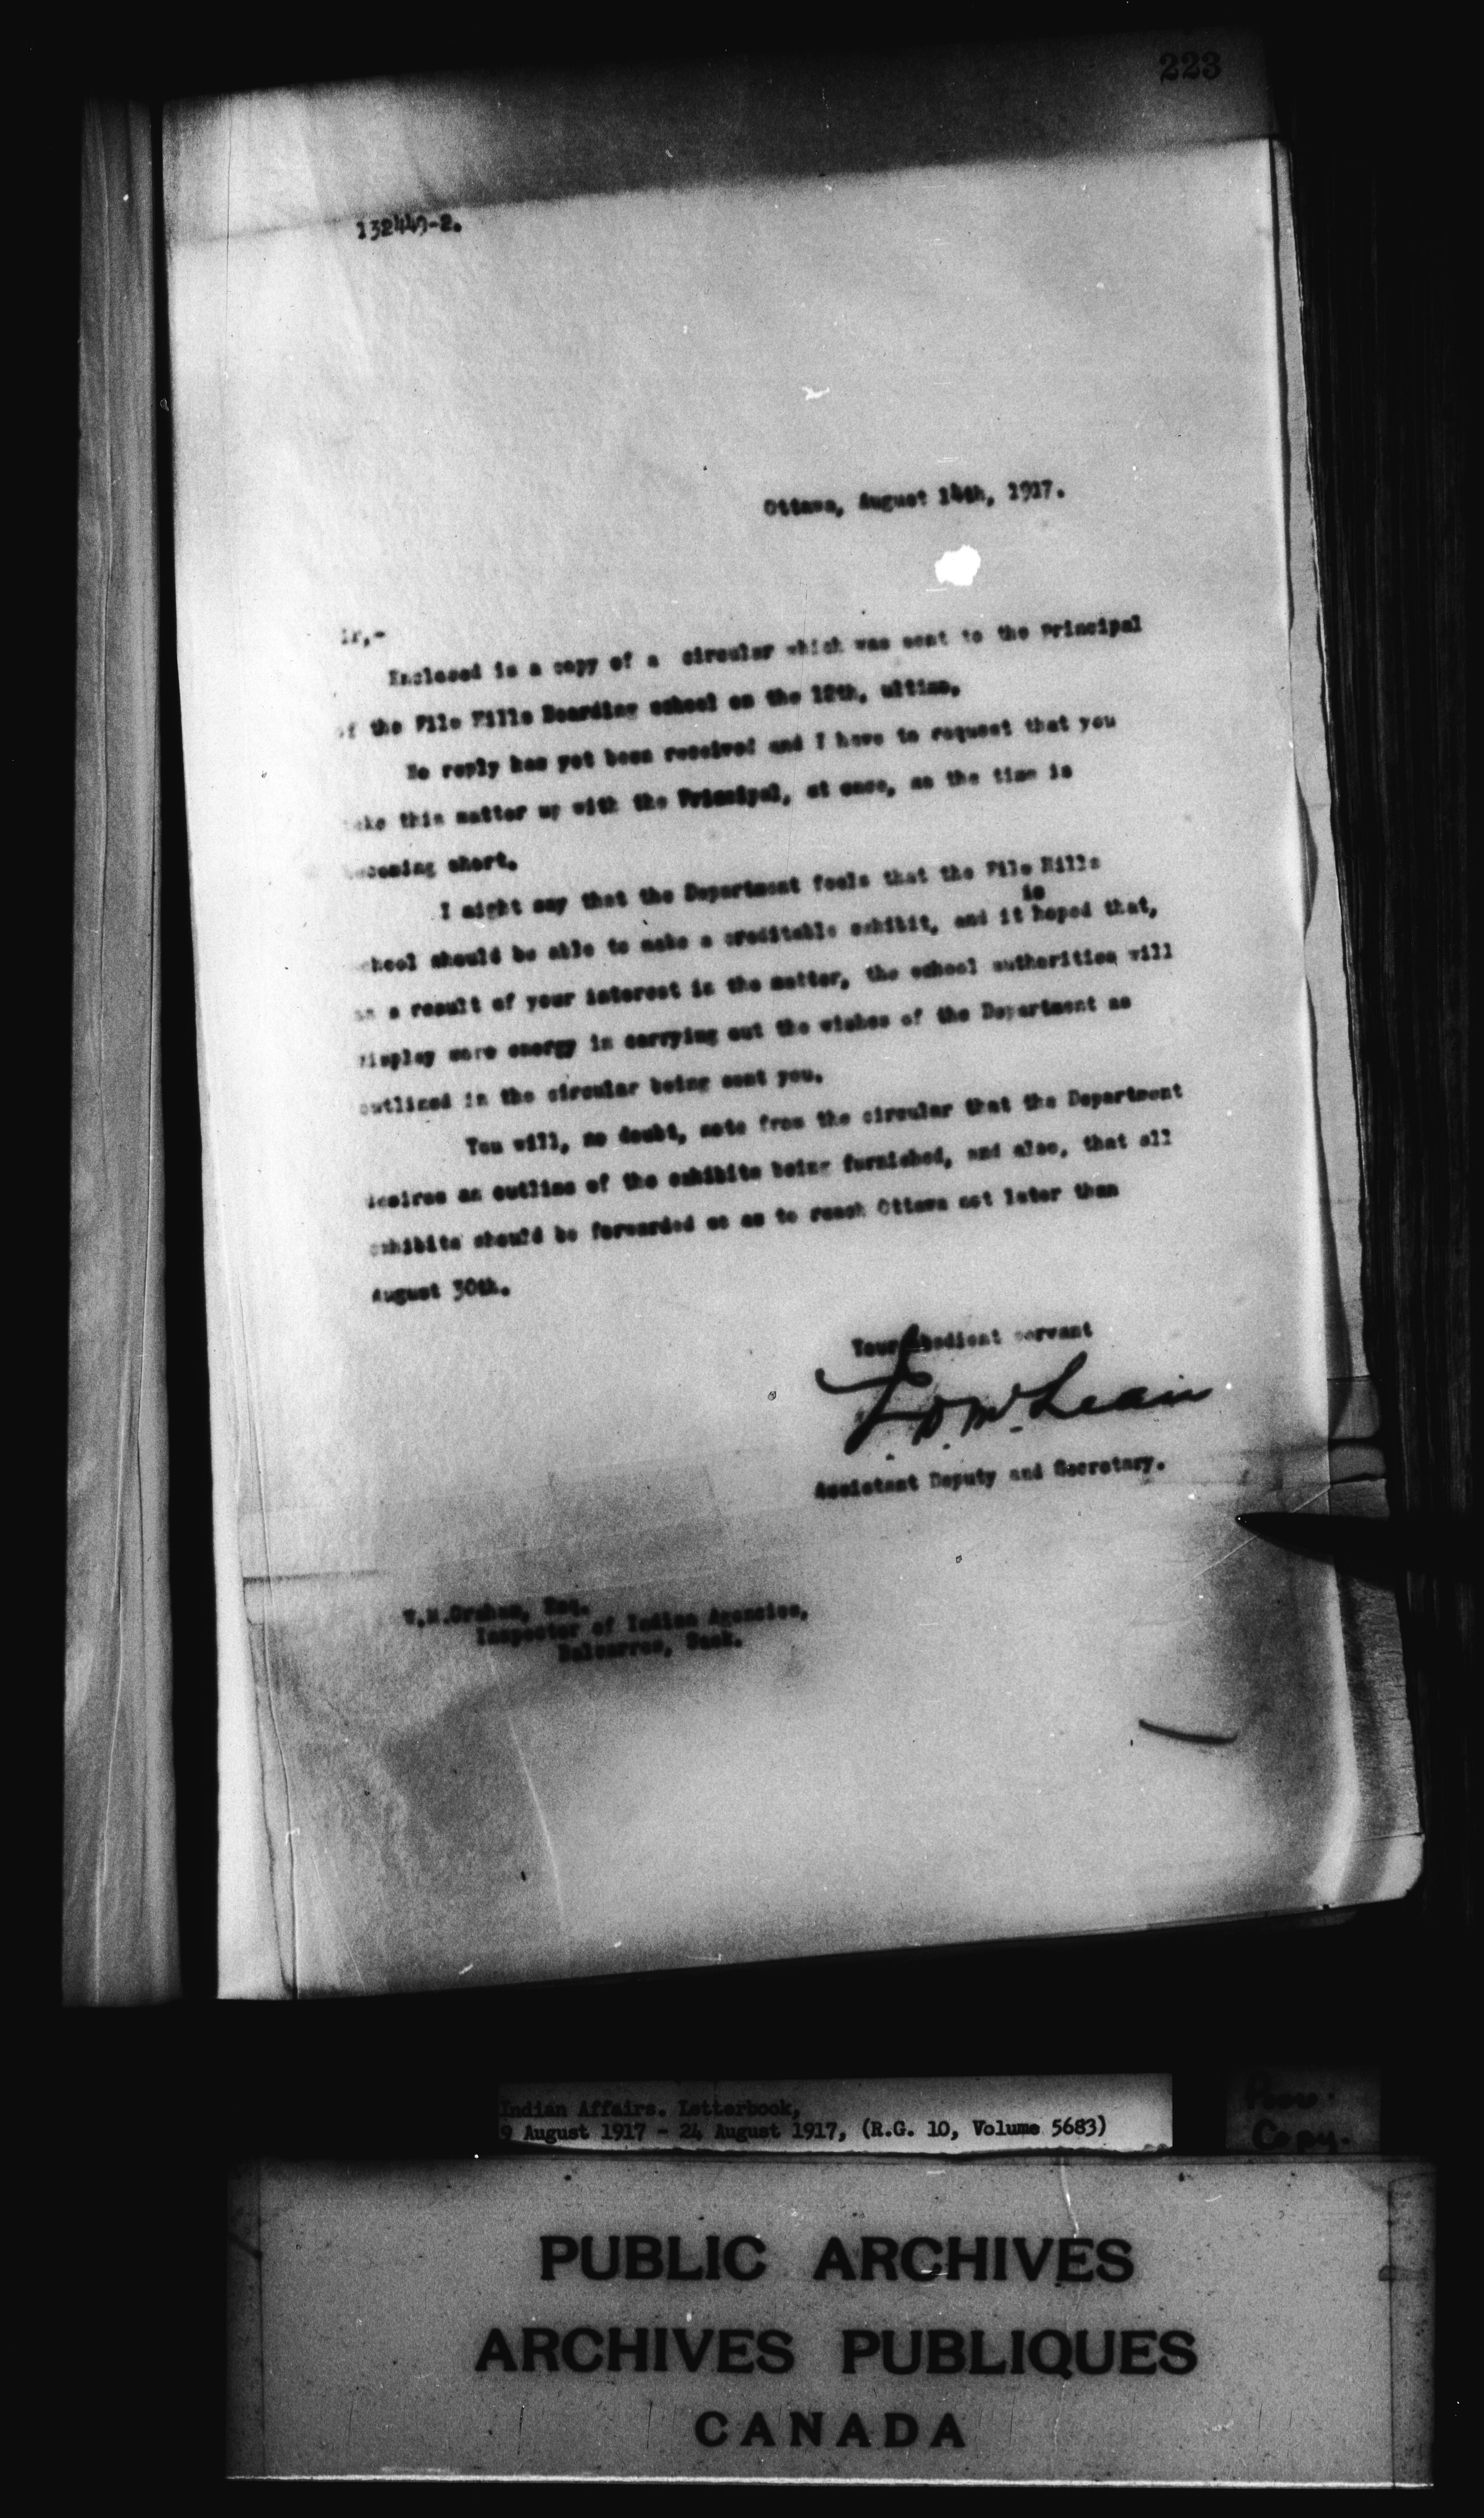 223
132449-2.
Ottawa, August 14th, 1917.
ir,-
Enclosed is a copy of a circular which was sent to the Principal
of the File Hills Boarding school on the 12th, ultimo,
No reply has yet been received and I have to request that you
take this matter up with the Principal, at once, as the time is
becoming short.
I might say that the Department feels that the File Hills
is
school should be able to make a creditable exhibit, and it hoped that,
as a result of your interest in the matter, the school authorities will
display more energy in carrying out the wishes of the Department as
outlined in the circular being sent you.
You will, no doubt, note from the circular that the Department
desires an outline of the exhibits being furnished, and also, that all
exhibits should be forwarded so as to reach Ottawa not later than
August 30th.
Your obedient servant
J. D. McLean
Assistant Deputy and Secretary.
W.M.Graham, Esq.
Inspector of Indian Agencies,
Balcarres, Sask.
Indian Affairs. Letterbook,
9 August 1917 - 24 August 1917, (R.G. 10, Volume 5683)
Copy.
PUBLIC ARCHIVES
ARCHIVES PUBLIQUES
CANADA